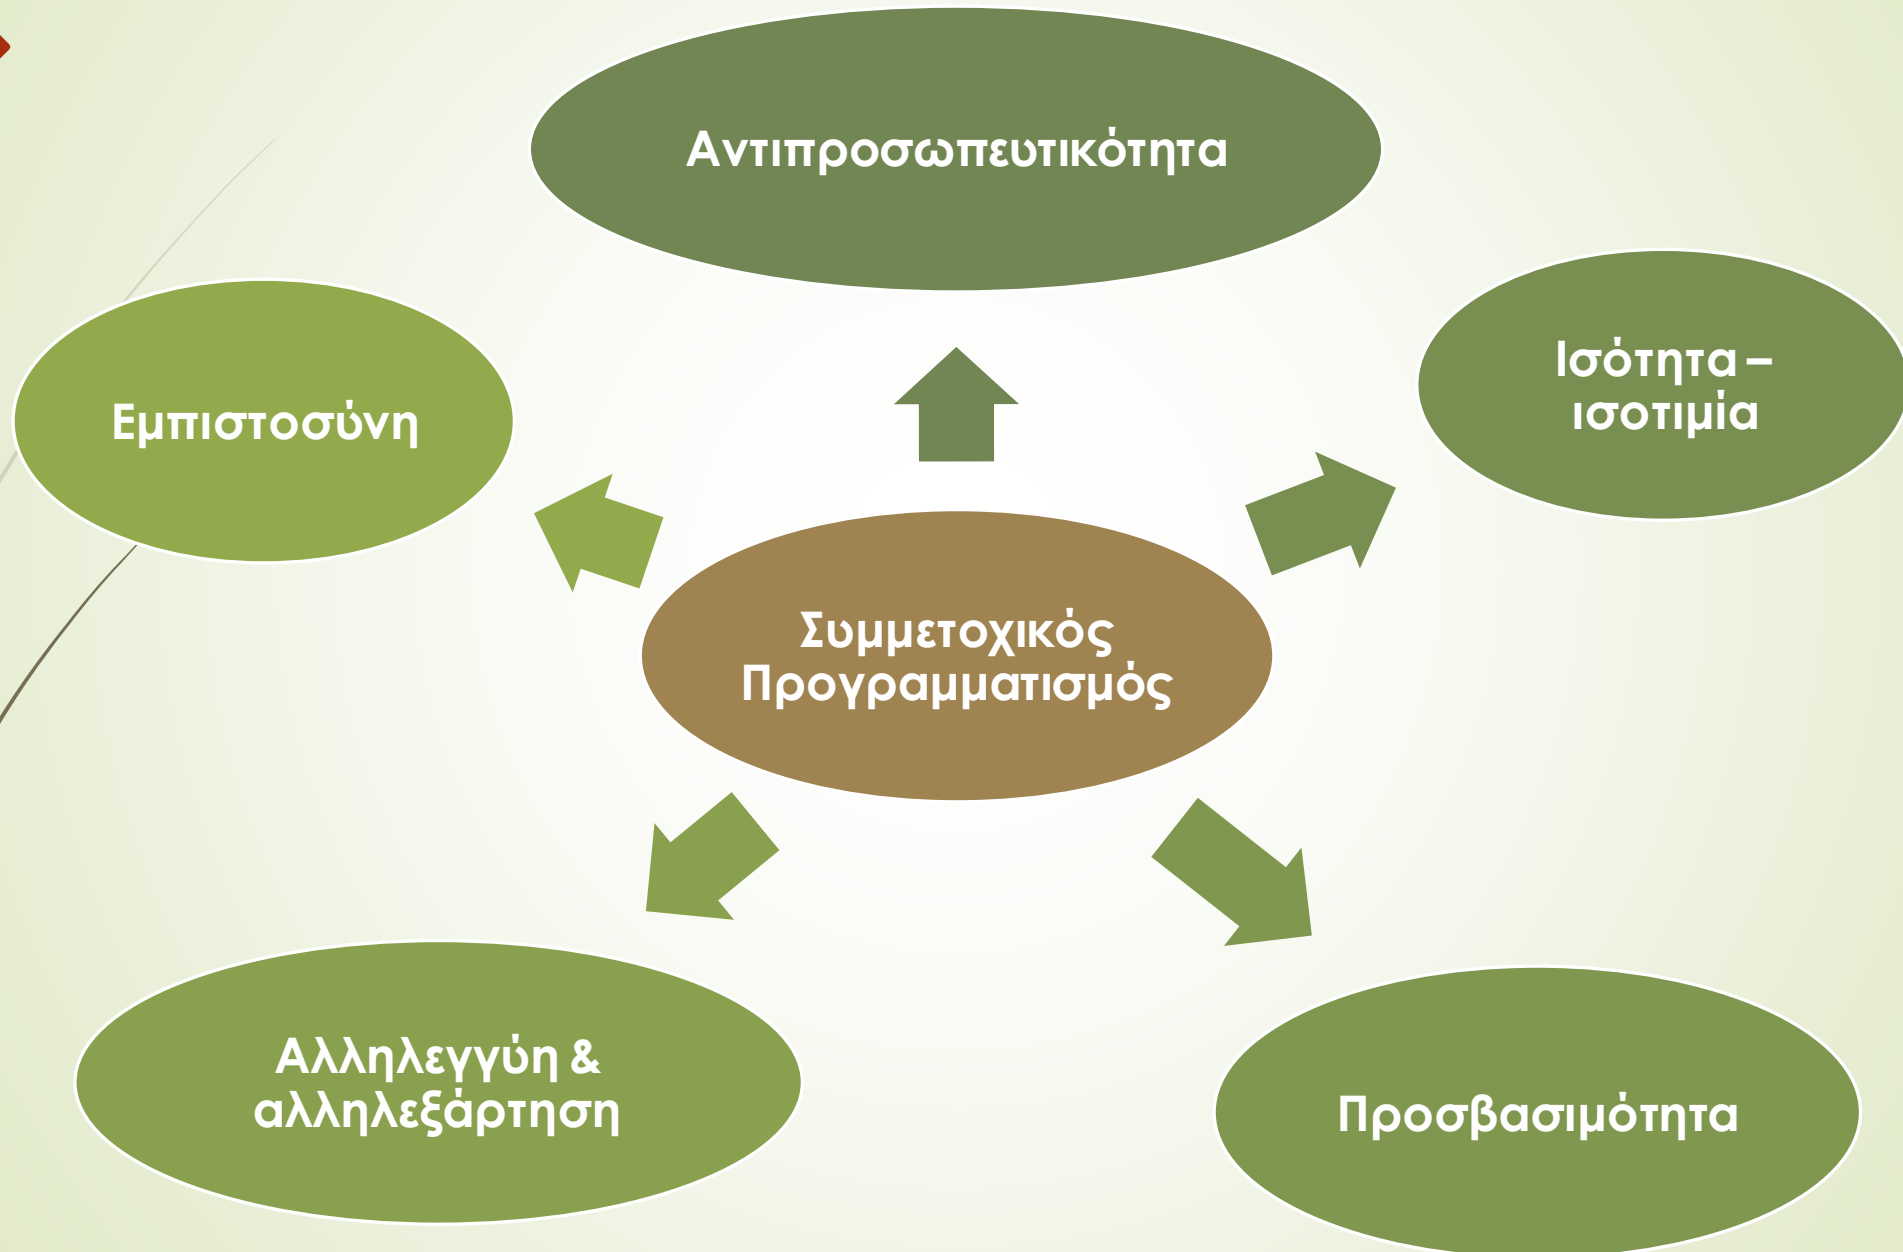 Αντιπροσωπευτικότητα
Ισότητα –
ισοτιμία
Εμπιστοσύνη
Συμμετοχικός
Προγραμματισμός
Αλληλεγγύη &
αλληλεξάρτηση
Προσβασιμότητα